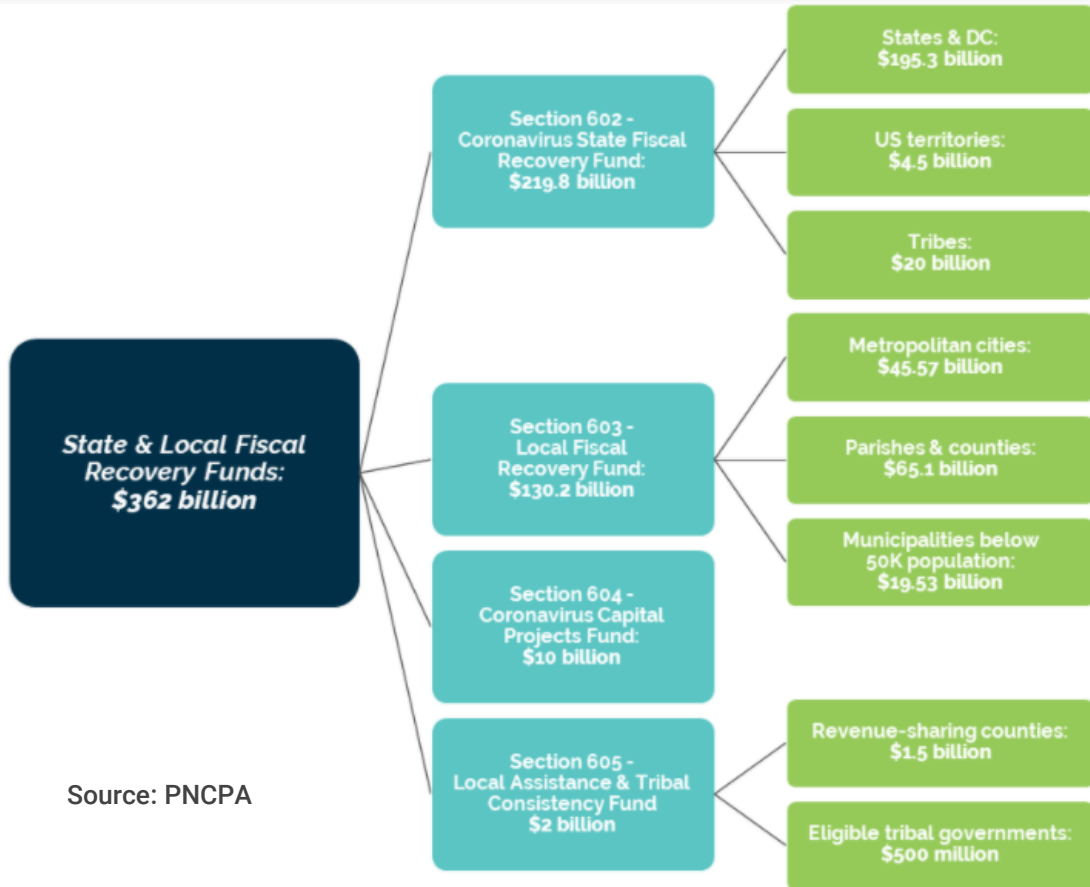 State & Local Fiscal
Recovery Funds:
$362 billion
Section 602 -
Coronavirus State Fiscal
Recovery Fund:
$219.8 billion
States & DC:
$195.3 billion
US territories:
$4.5 billion
Tribes:
$20 billion
Section 603 -
Local Fiscal
Recovery Fund:
$130.2 billion
Metropolitan cities:
$45.57 billion
Parishes & counties:
$65.1 billion
Municipalities below
50K population:
$19.53 billion
Section 604 -
Coronavirus Capital
Projects Fund:
$10 billion
Section 605 -
Local Assistance & Tribal
Consistency Fund
$2 billion
Revenue-sharing counties:
$1.5 billion
Eligible tribal governments:
$500 million
Source: PNCPA